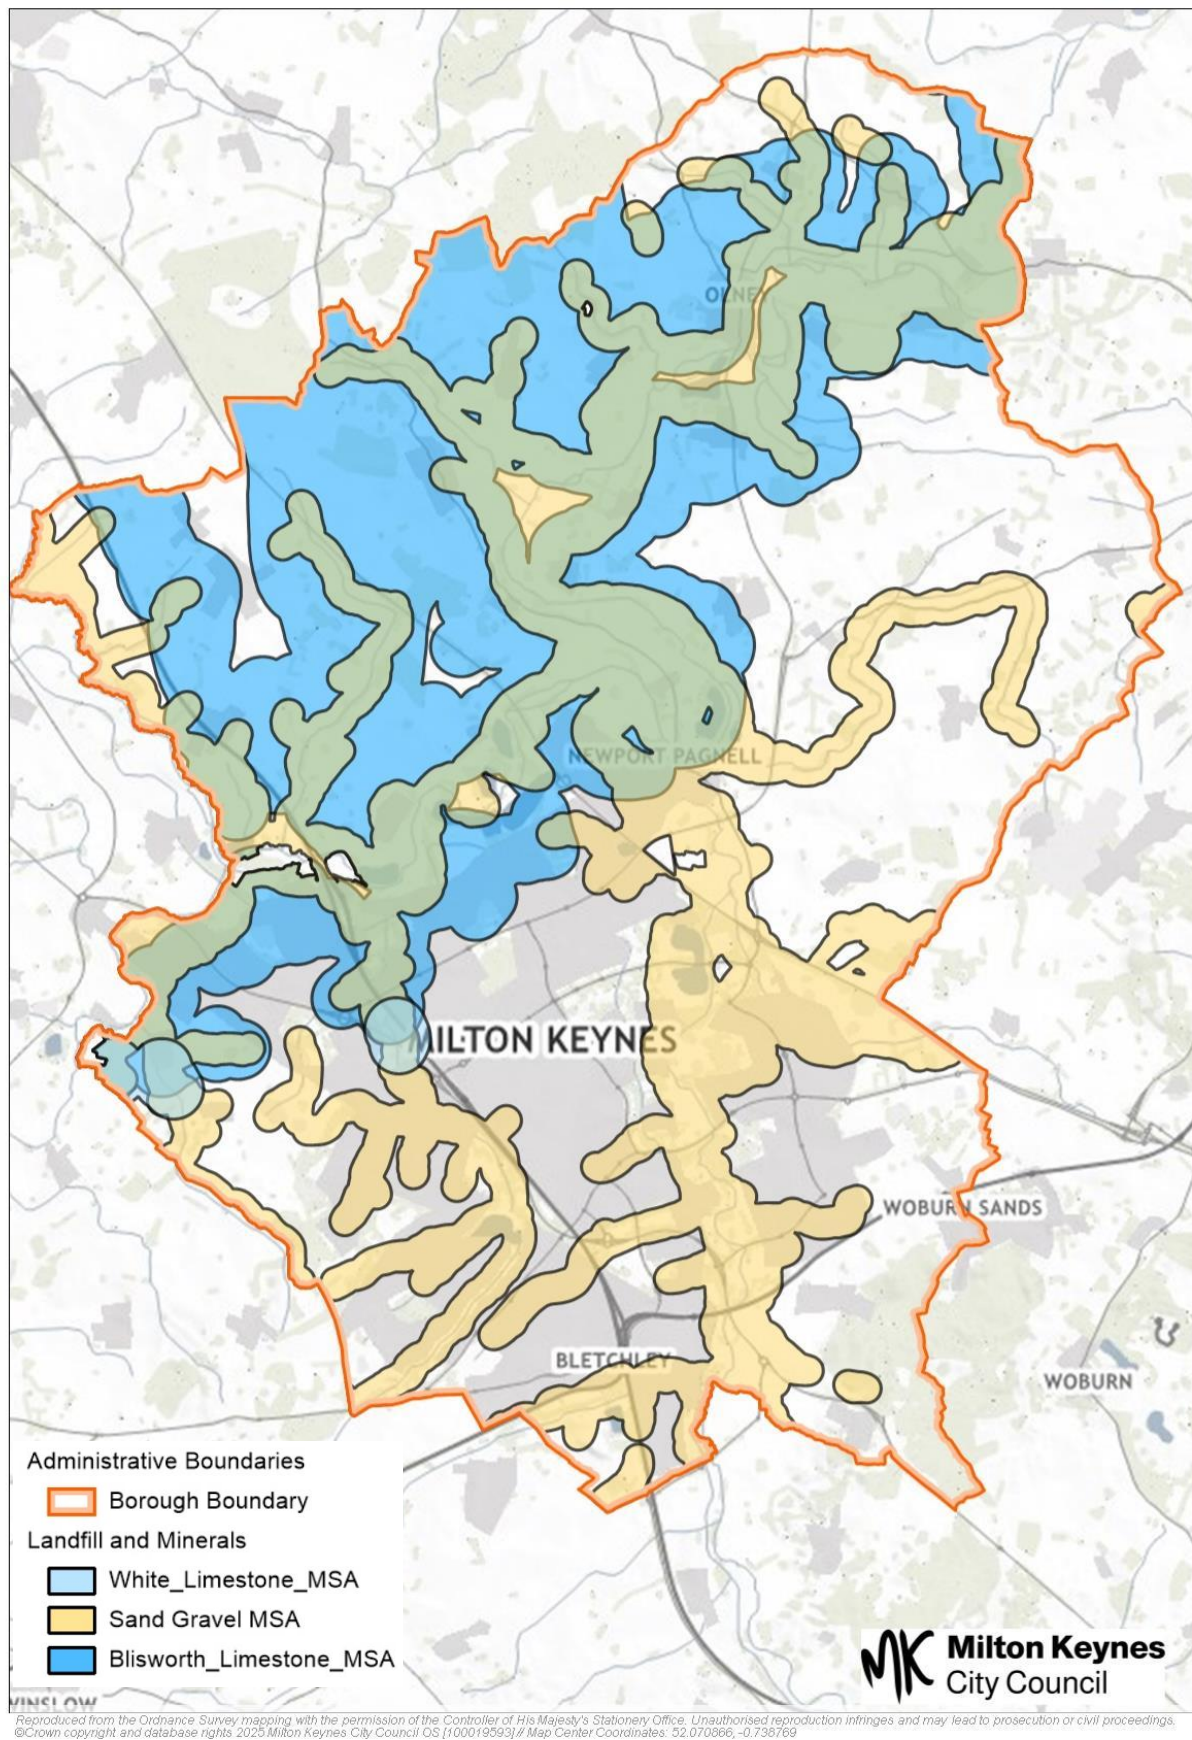 OLNEY
NEWPORT PAGNELL
MILTON KEYNES
WOBURN SANDS
BLETCHLEY
WOBURN
Administrative Boundaries
Borough Boundary
Landfill and Minerals
White_Limestone_MSA
Sand Gravel MSA
Blisworth_Limestone_MSA
MK Milton Keynes
City Council
WINSLOW
Reproduced from the Ordnance Survey mapping with the permission of the Controller of His Majesty's Stationery Office. Unauthorised reproduction infringes and may lead to prosecution or civil proceedings.
©Crown copyright and database rights 2025 Milton Keynes City Council OS [100019593] // Map Center Coordinates: 52.070866, -0.738769